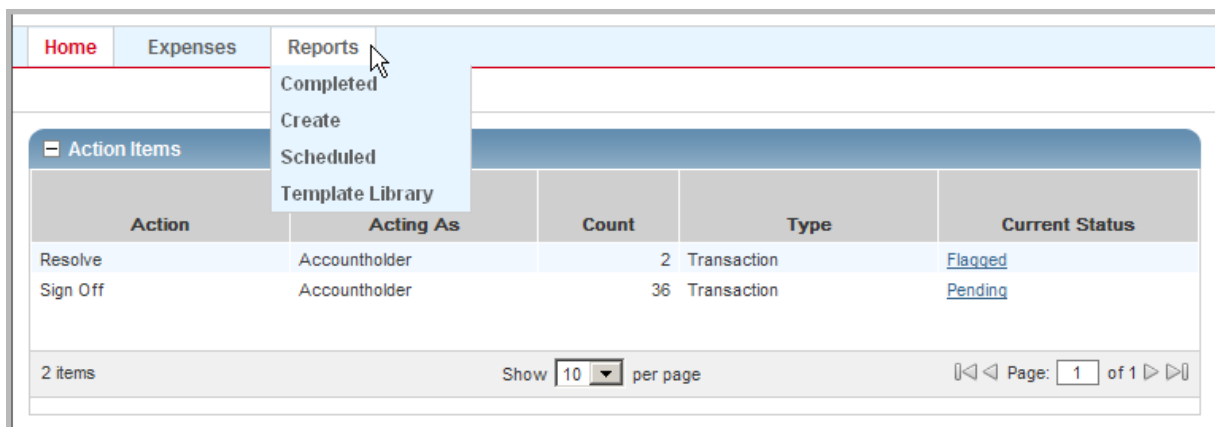 Home Expenses Reports
Completed
Create
Action Items
Scheduled
Template Library
Action Acting As Count Type Current Status
Resolve Accountholder 2 Transaction Flagged
Sign Off Accountholder 36 Transaction Pending
2 items Show 10 per page Page: 1 of 1